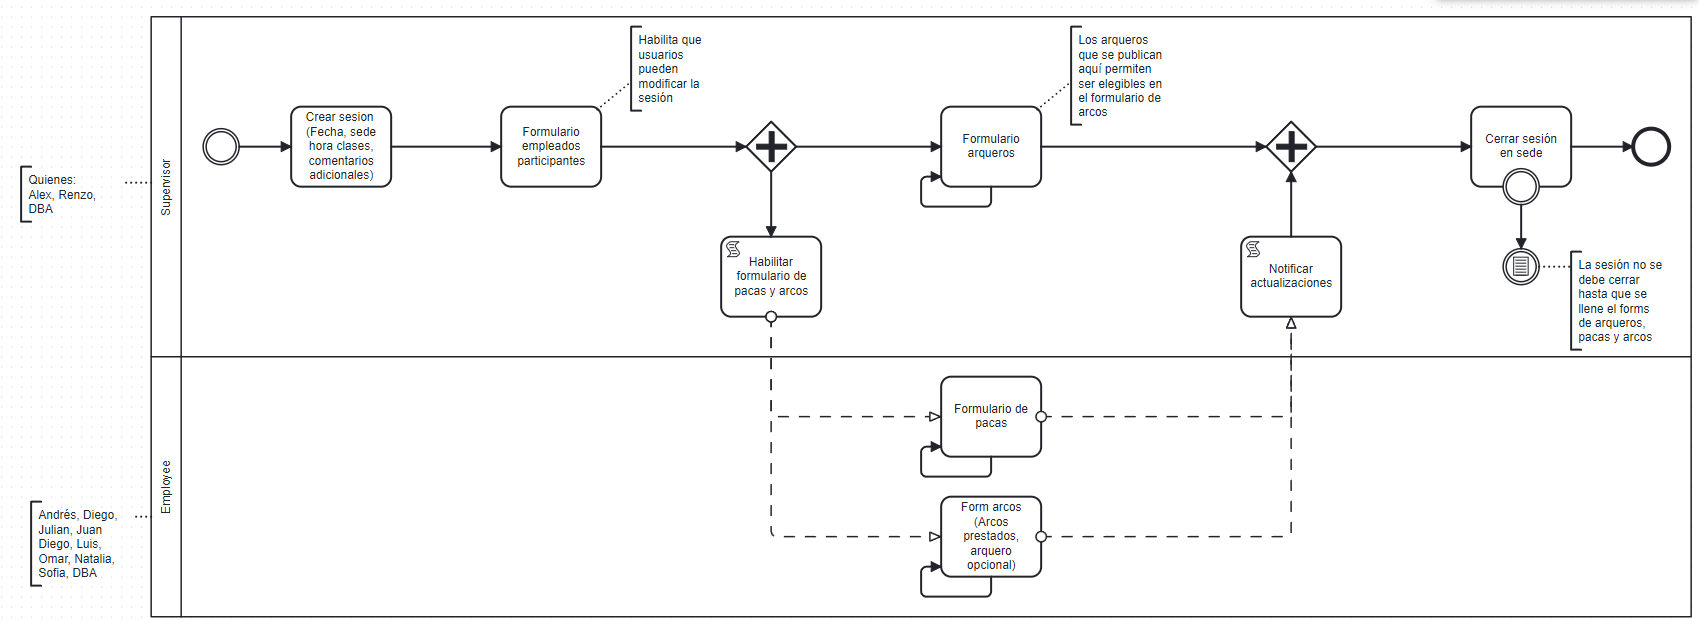 Habilita que
usuarios
pueden
modificar la
sesión
Los arqueros
que se publican
aquí permiten
ser elegibles en
el formulario de
arcos
Crear sesion
(Fecha, sede
hora clases,
comentarios
adicionales)
Formulario
empleados
participantes
Formulario
arqueros
Cerrar sesión
en sede
Supervisor
Quienes:
Alex, Renzo,
DBA
Habilitar
formulario de
pacas y arcos
Notificar
actualizaciones
La sesión no se
debe cerrar
hasta que se
llene el forms
de arqueros,
pacas y arcos
Formulario de
pacas
Employee
Andrés, Diego,
Julian, Juan
Diego, Luis,
Omar, Natalia,
Sofia, DBA
Form arcos
(Arcos
prestados,
arquero
opcional)